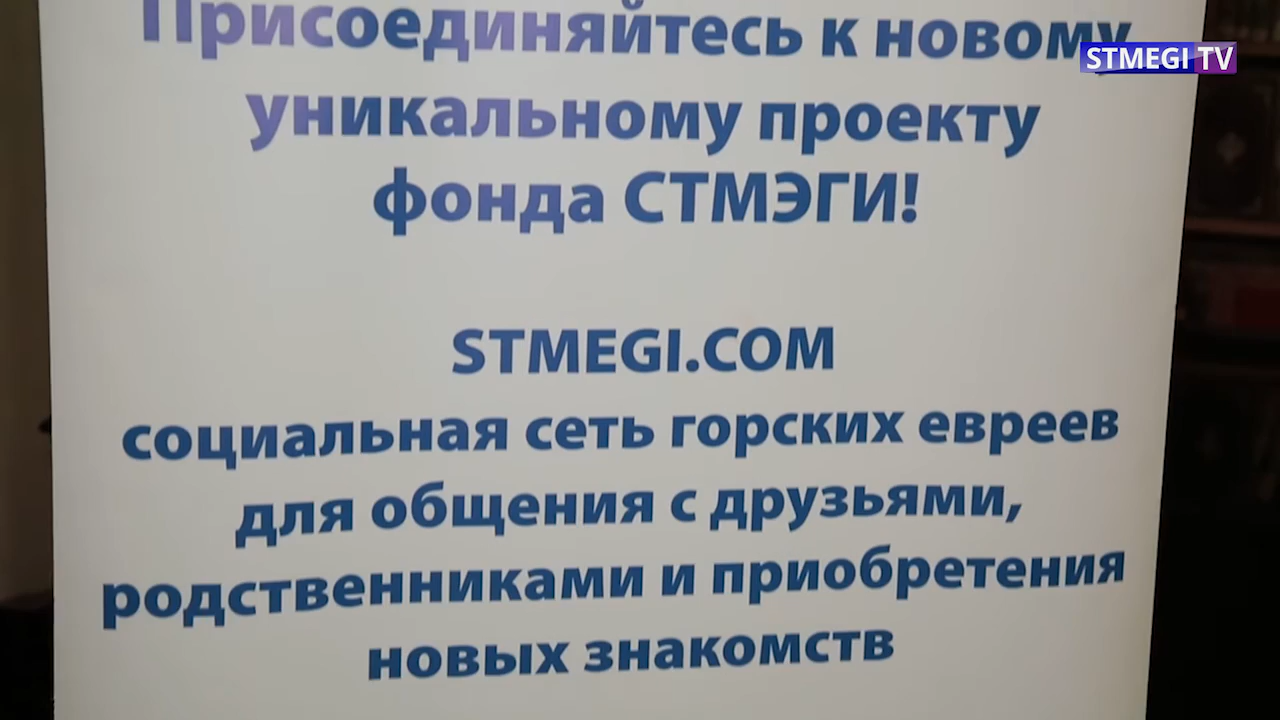 Присоединяйтесь к новому
STMEGI TV
уникальному проекту
фонда СТМЭГИ!
STMEGI.COM
социальная сеть горских евреев
для общения с друзьями,
родственниками и приобретения
новых знакомств